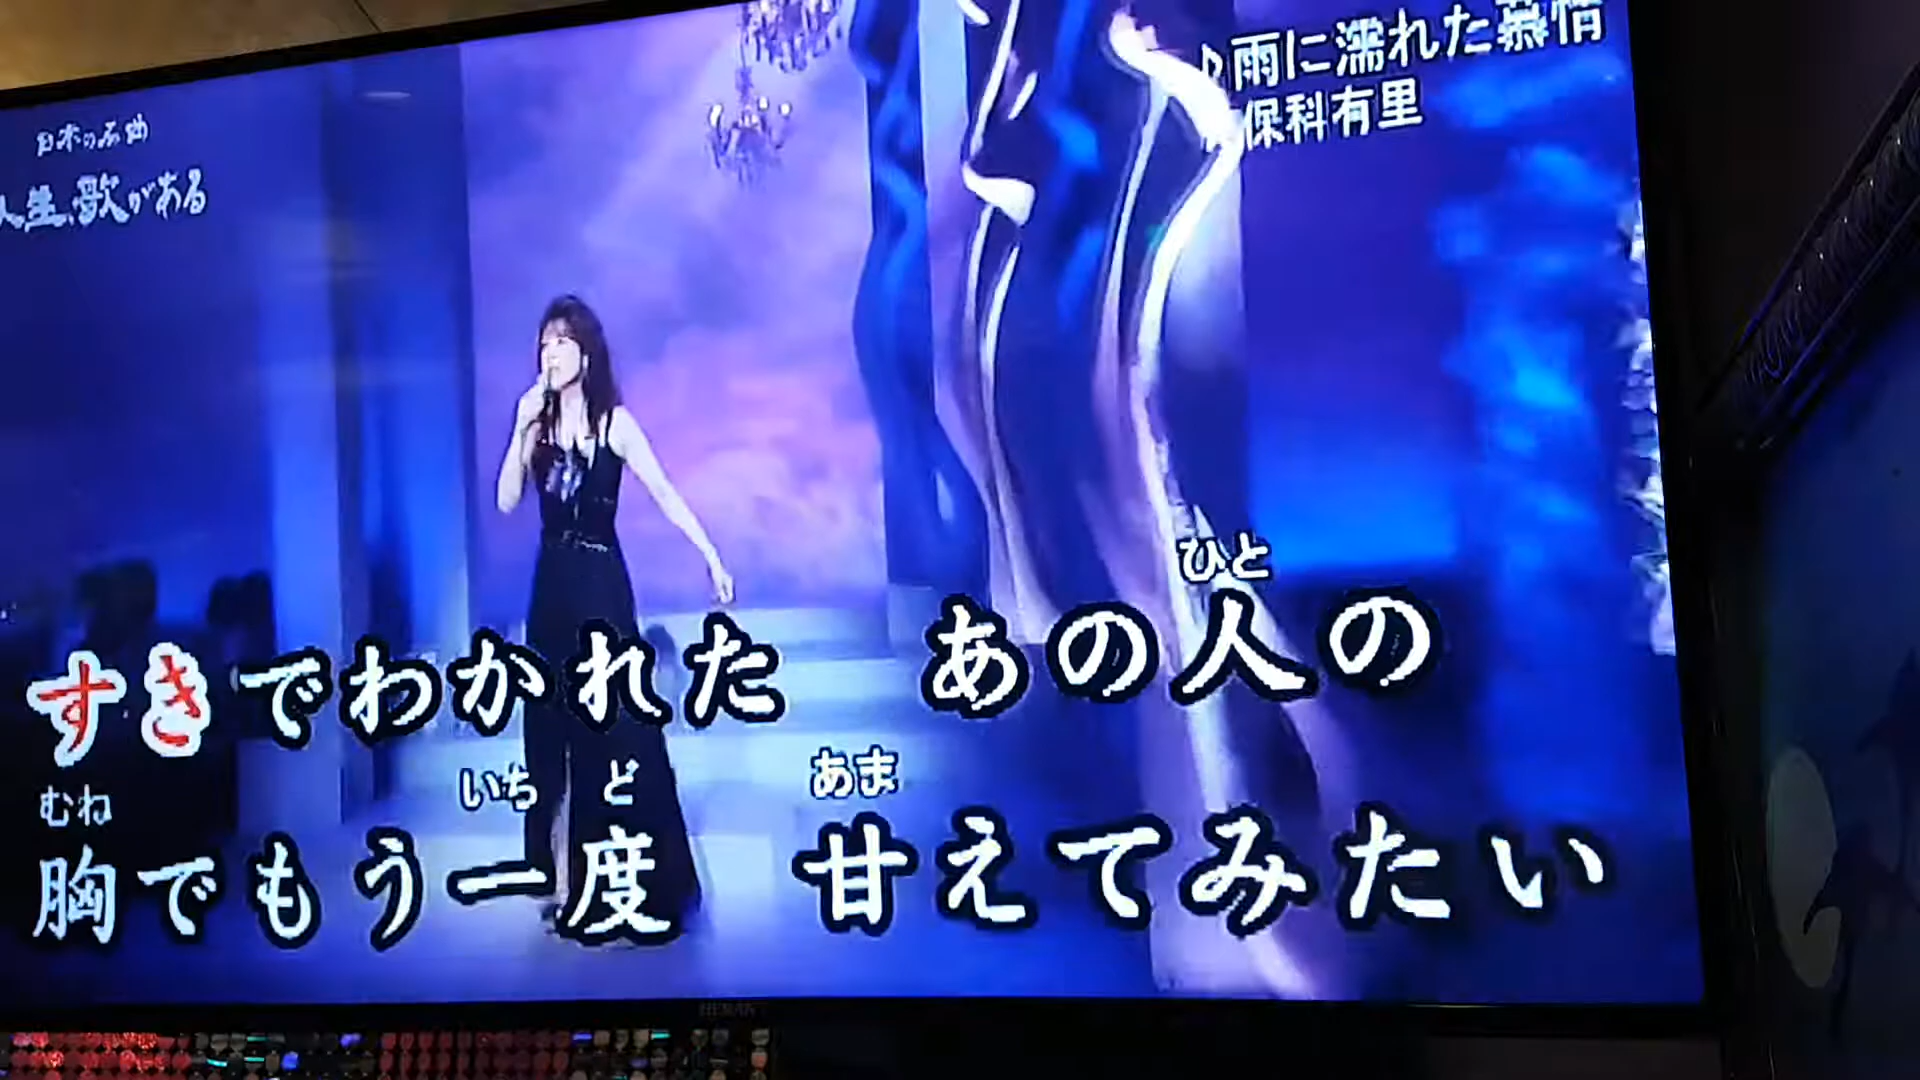 日本の名曲
人生、歌がある
♪雨に濡れた慕情
保科有里
ひと
すきでわかれた あの人の
むね いち ど あま
胸でもう一度 甘えてみたい